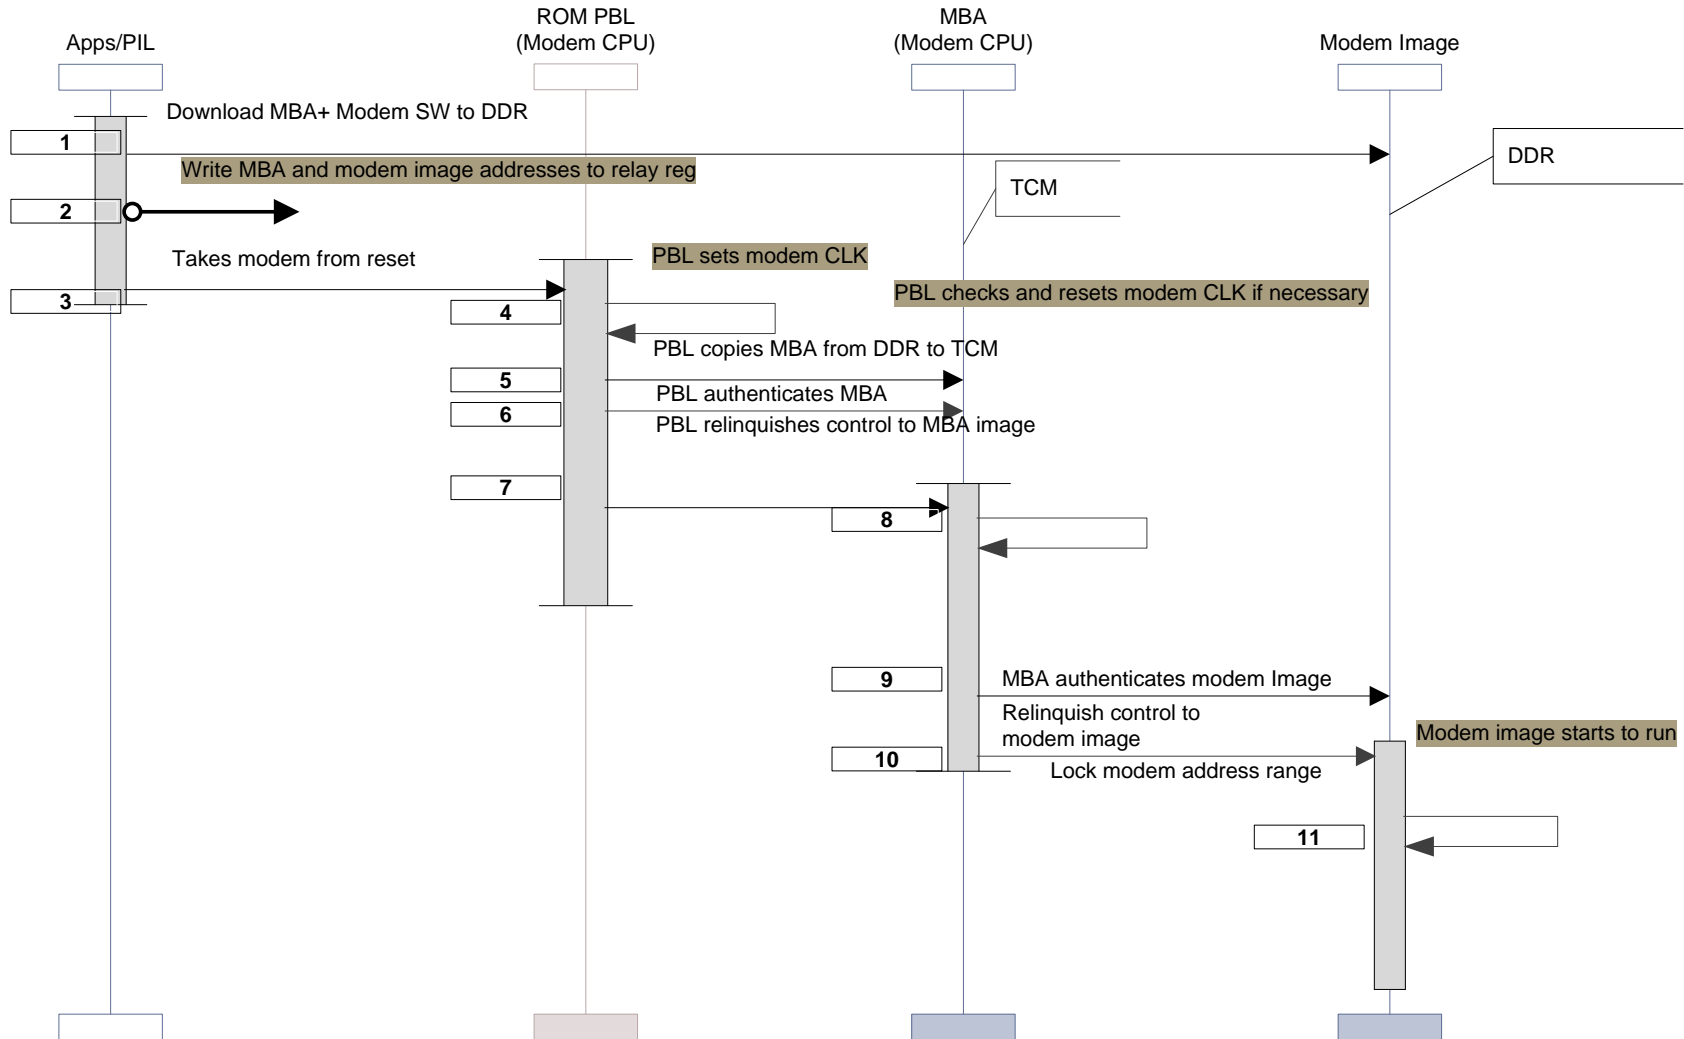 Apps/PIL
ROM PBL
(Modem CPU)
MBA
(Modem CPU)
Modem Image
Download MBA+ Modem SW to DDR
1
DDR
Write MBA and modem image addresses to relay reg
TCM
2
Takes modem from reset
PBL sets modem CLK
3
PBL checks and resets modem CLK if necessary
4
PBL copies MBA from DDR to TCM
5
PBL authenticates MBA
6
PBL relinquishes control to MBA image
7
8
9
MBA authenticates modem Image
Relinquish control to
modem image
Modem image starts to run
10
Lock modem address range
11